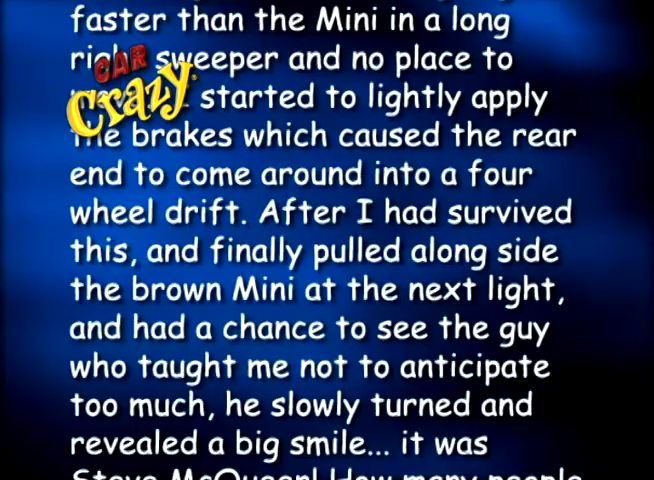 faster than the Mini in a long
CAR
sweeper and no place to
Crazy
started to lightly apply
the brakes which caused the rear
end to come around into a four
wheel drift. After I had survived
this, and finally pulled along side
the brown Mini at the next light,
and had a chance to see the guy
who taught me not to anticipate
too much, he slowly turned and
revealed a big smile... it was
Steve McQueen! How many people